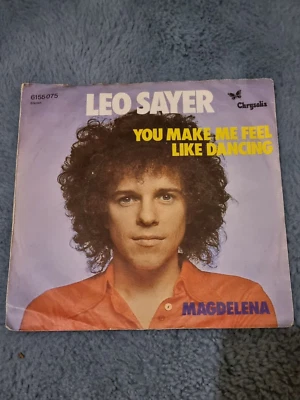 6155 075
LEO SAYER
Chrysalis
YOU MAKE ME FEEL
LIKE DANCING
MAGDELENA